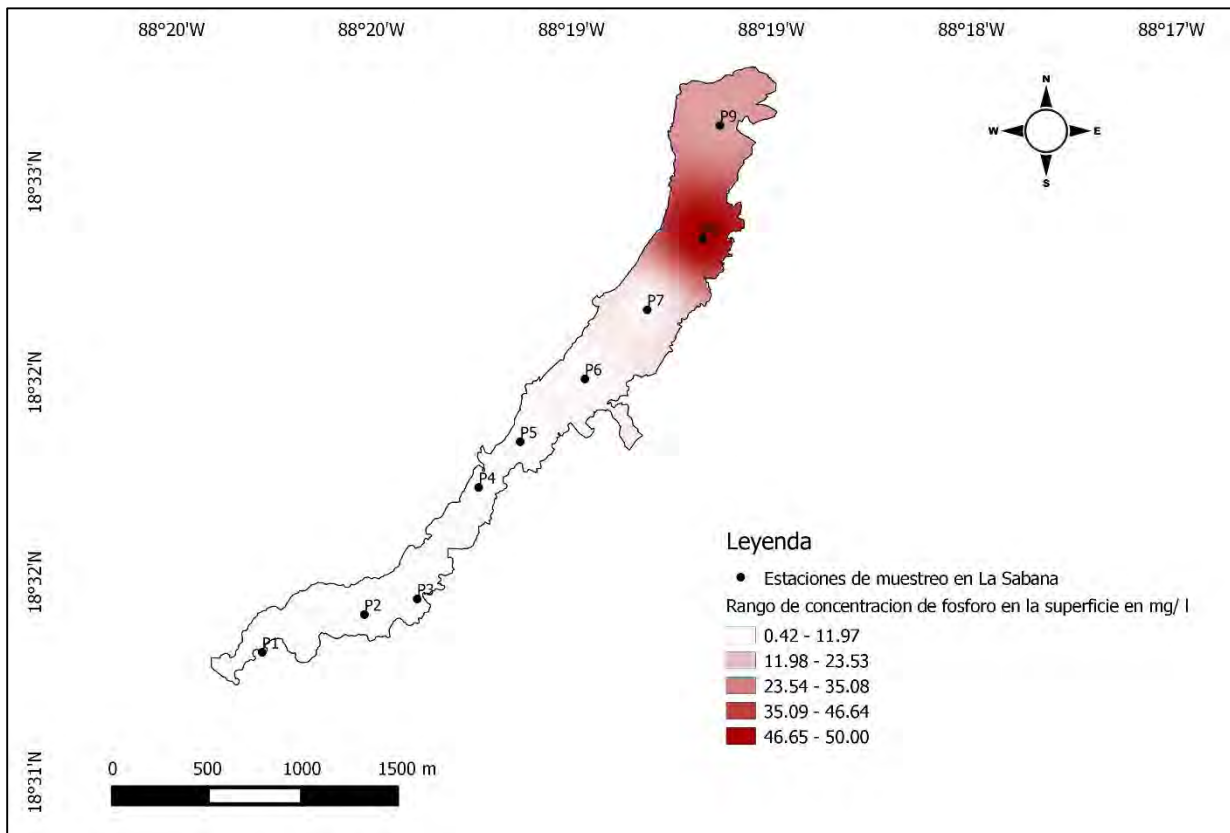 88°20'W 88°20'W 88°19'W 88°19'W 88°18'W 88°17'W
N
W E
S
18°33'N
18°32'N
18°32'N
18°31'N
P9
P7
P6
P5
P4
P3
P2
P1
Leyenda
Estaciones de muestreo en La Sabana
Rango de concentracion de fosforo en la superficie en mg/ l
0.42 - 11.97
11.98 - 23.53
23.54 - 35.08
35.09 - 46.64
46.65 - 50.00
0 500 1000 1500 m